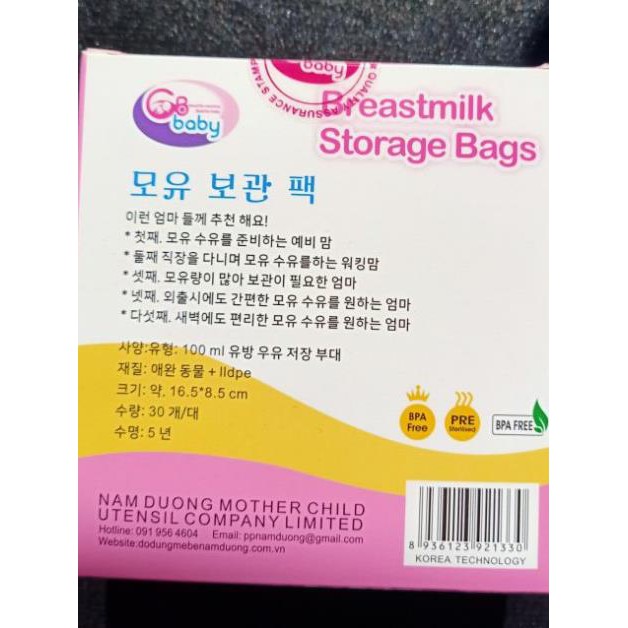 baby
QUALITY ASSURANCE STAMP
GB baby
Breastmilk
Storage Bags
모유 보관 팩
이런 엄마 들께 추천 해요!
* 첫째. 모유 수유를 준비하는 예비 맘
* 둘째 직장을 다니며 모유 수유를하는 워킹맘
* 셋째. 모유량이 많아 보관이 필요한 엄마
* 넷째. 외출시에도 간편한 모유 수유를 원하는 엄마
* 다섯째. 새벽에도 편리한 모유 수유를 원하는 엄마
사양:유형: 100 ml 유방 우유 저장 부대
재질: 애완 동물 + lldpe
크기: 약. 16.5*8.5 cm
수량: 30 개/대
수명: 5 년
BPA
Free
PRE
Sterilised
BPA FREE
NAM DUONG MOTHER CHILD
UTENSIL COMPANY LIMITED
Hotline: 091 956 4604 Email: ppnamduong@gmail.com
Website:dodungmebenamduong.com.vn
8 936123 921330
KOREA TECHNOLOGY